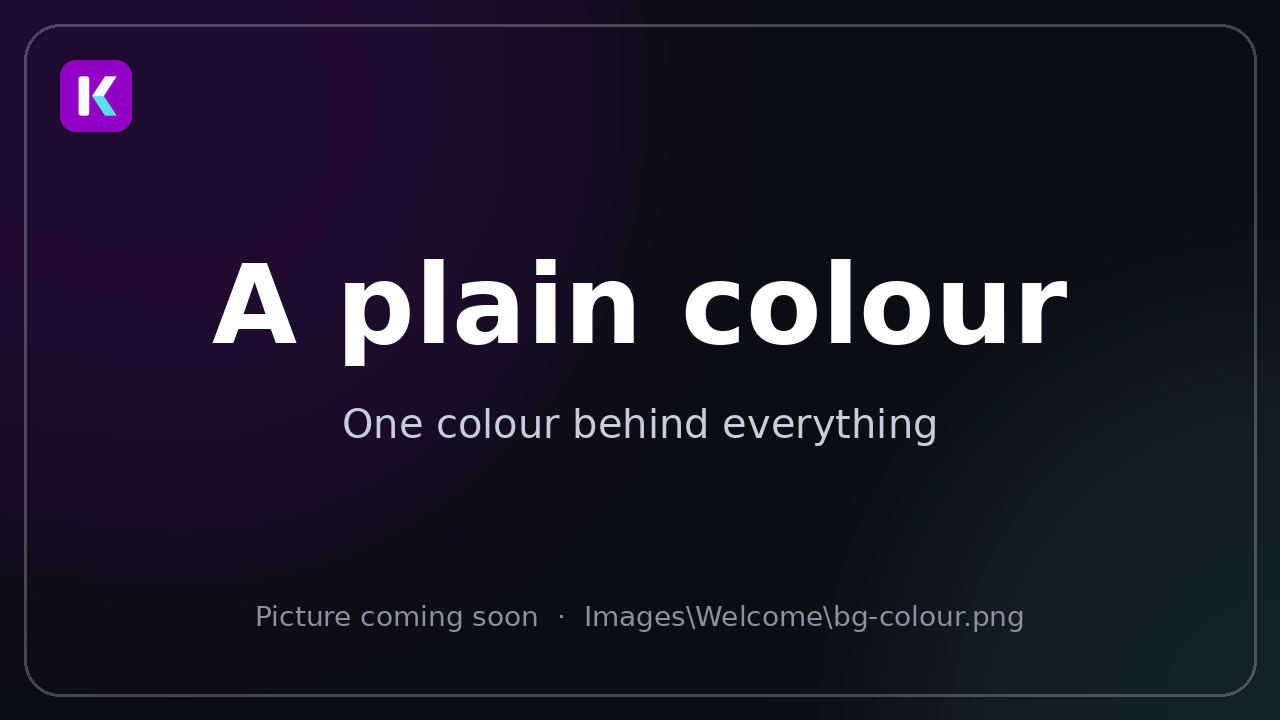 K
A plain colour
One colour behind everything
Picture coming soon · Images\Welcome\bg-colour.png